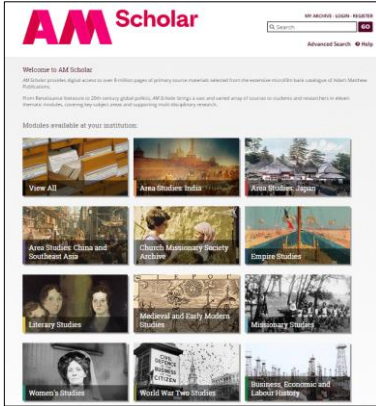 AM Scholar
MY ARCHIVE · LOGIN · REGISTER
Search
GO
Advanced Search
Help
Welcome to AM Scholar
AM Scholar provides digital access to over 8 million pages of primary source materials selected from the extensive microfilm back catalogue of Adam Matthew
Publications.
From Renaissance literature to 20th century global politics, AM Scholar brings a vast and varied array of sources to students and researchers in eleven
thematic modules, covering key subject areas and supporting multi-disciplinary research.
Modules available at your institution:
View All
Area Studies: India
Area Studies: Japan
Area Studies: China and
Southeast Asia
Church Missionary Society
Archive
Empire Studies
Literary Studies
Medieval and Early Modern
Studies
Missionary Studies
CIVIL
DEFENCE
IS THE
BUSINESS
CITIZEN
Women's Studies
World War Two Studies
Business, Economic and
Labour History